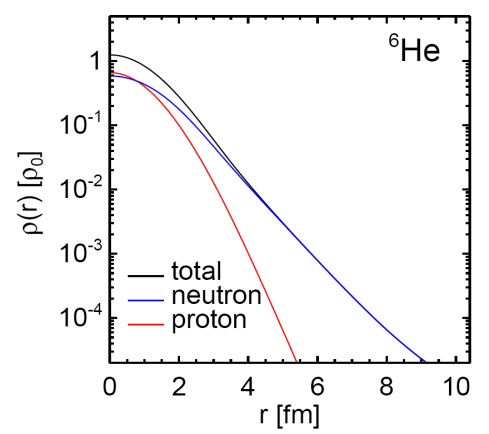 ⁶He
1
10⁻¹
10⁻²
10⁻³
10⁻⁴
ρ(r) [ρ₀]
total
neutron
proton
0 2 4 6 8 10
r [fm]